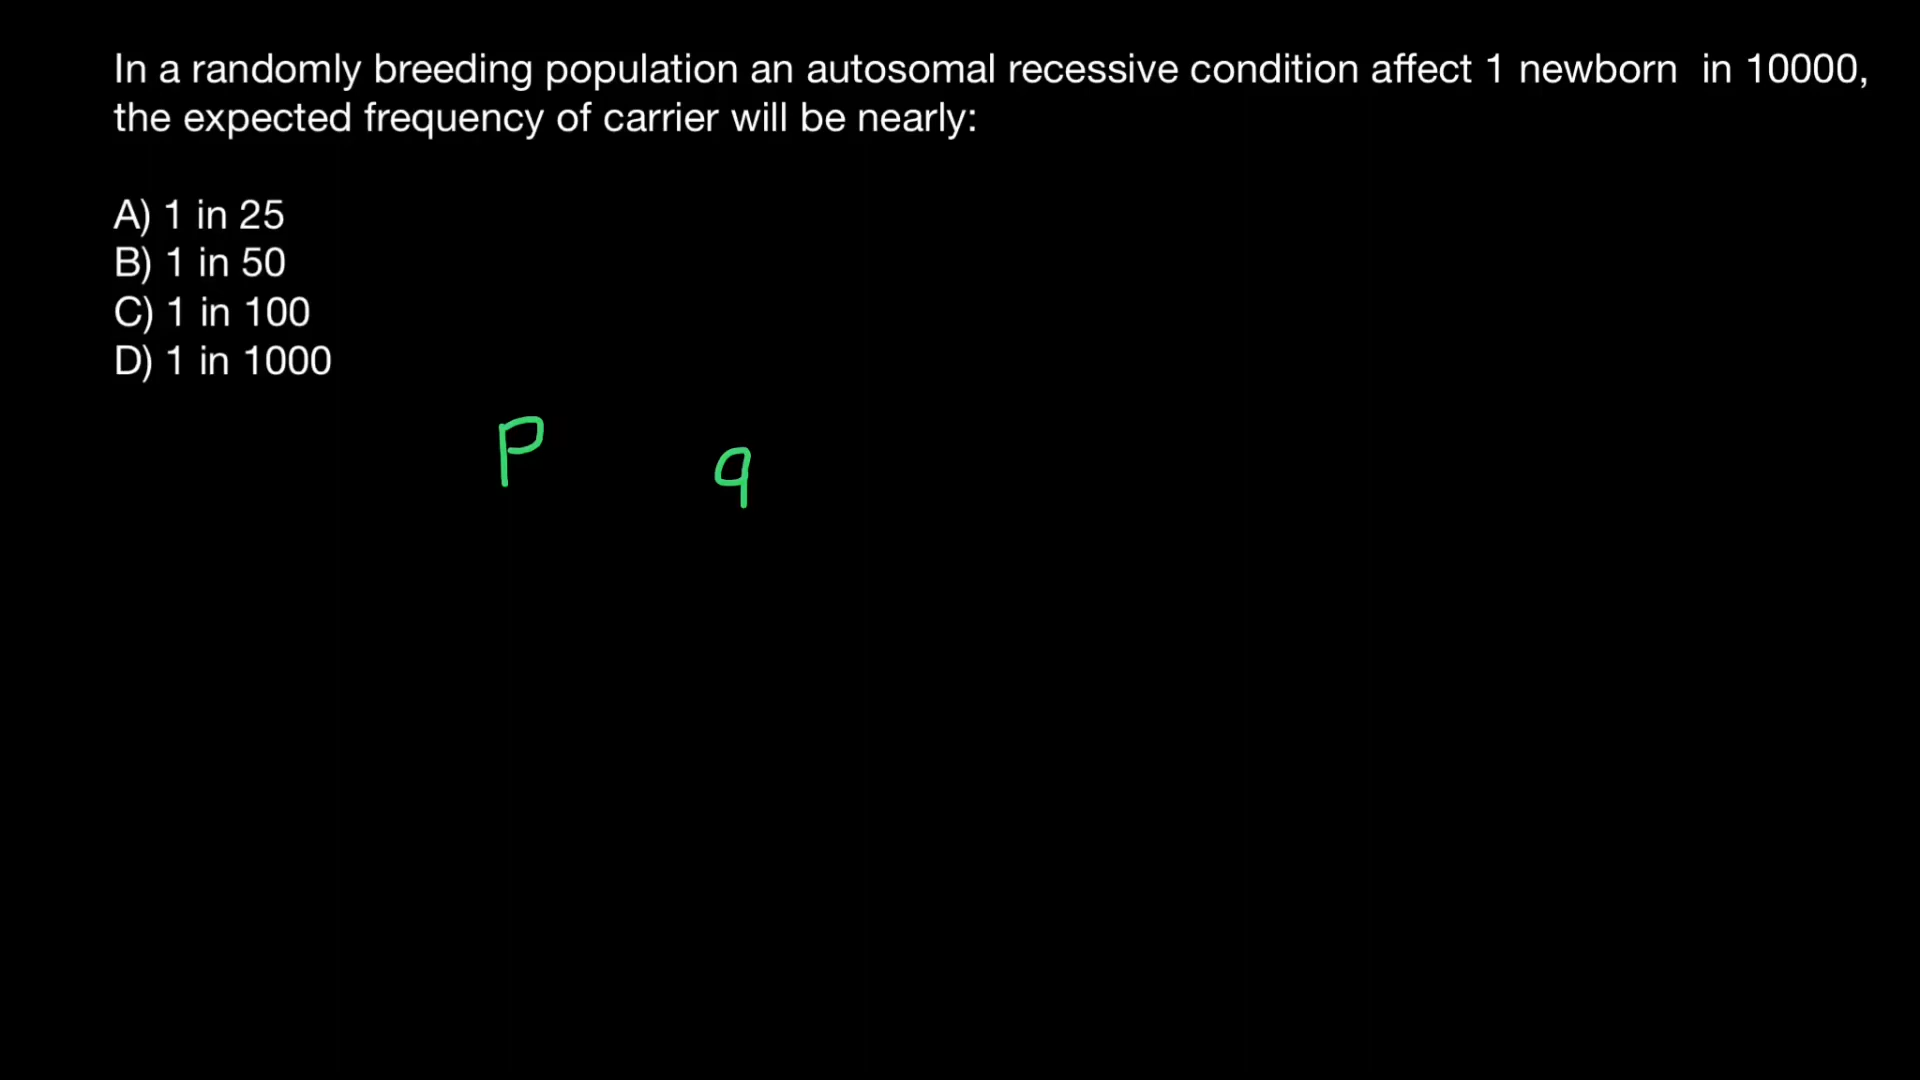 In a randomly breeding population an autosomal recessive condition affect 1 newborn  in 10000,
the expected frequency of carrier will be nearly:
A) 1 in 25
B) 1 in 50
C) 1 in 100
D) 1 in 1000
P q